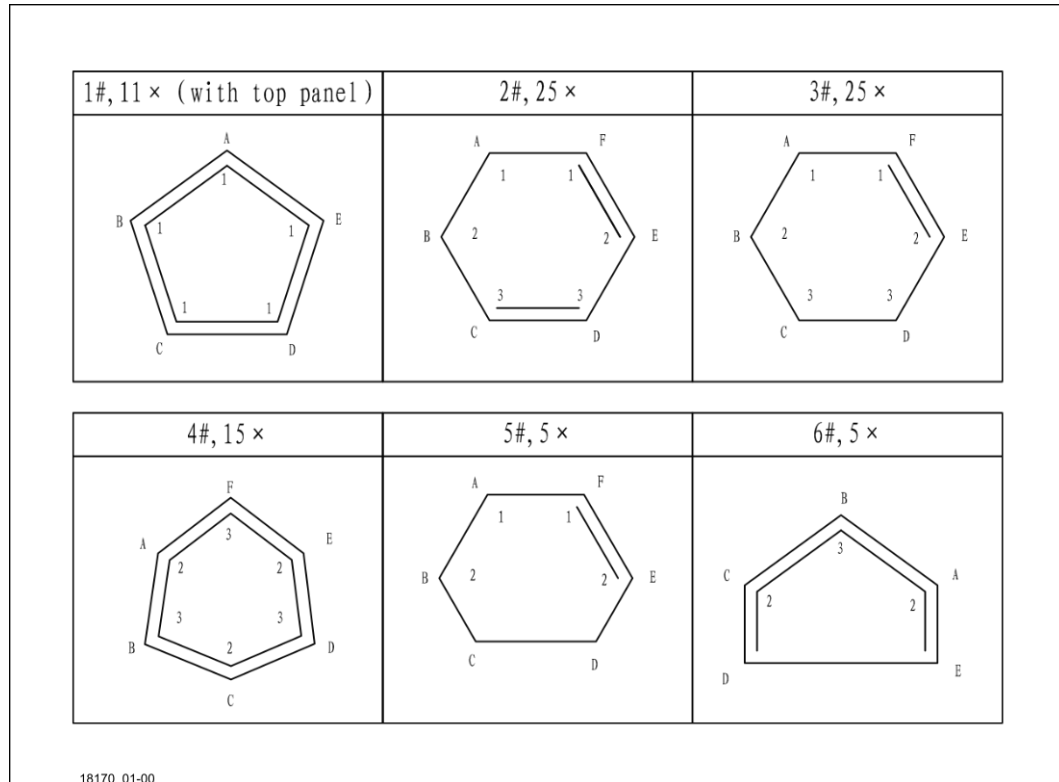 1#, 11× (with top panel) 2#, 25× 3#, 25×
A
1
B 1 1 E
1 1
C D
A F
1 1
B 2 2 E
3 3
C D
A F
1 1
B 2 2 E
3 3
C D
4#, 15× 5#, 5× 6#, 5×
F
3
A 2 2 E
3 3
B 2 D
C
A F
1 1
B 2 2 E
C D
B
3
C A
2 2
D E
18170_01-00